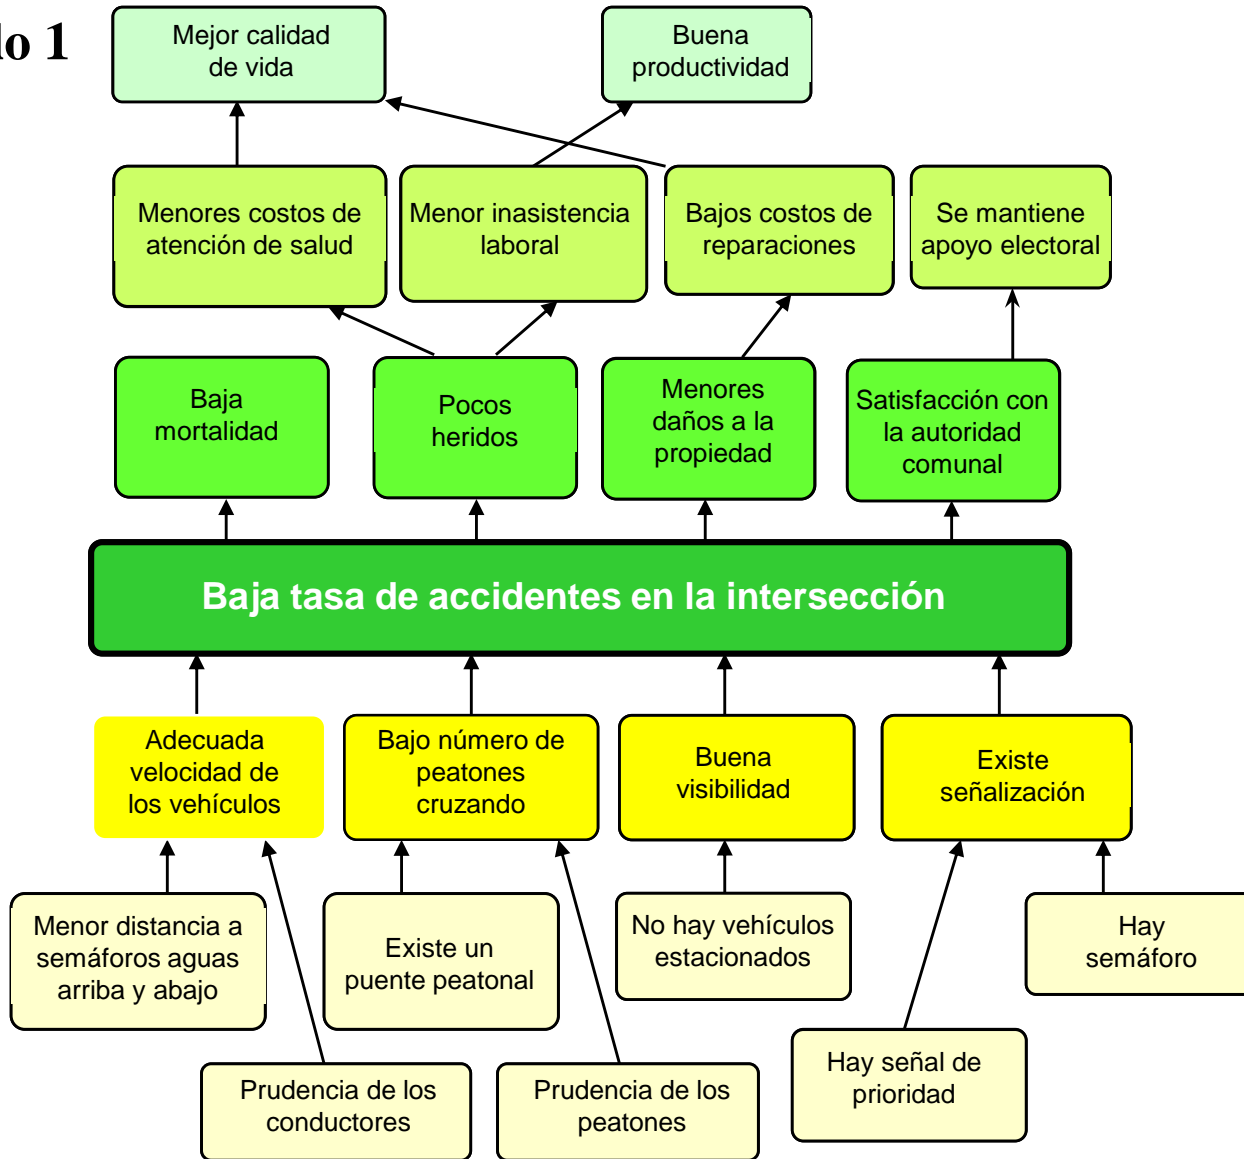 lo 1
Mejor calidad
de vida
Buena
productividad
Menores costos de
atención de salud
Menor inasistencia
laboral
Bajos costos de
reparaciones
Se mantiene
apoyo electoral
Baja
mortalidad
Pocos
heridos
Menores
daños a la
propiedad
Satisfacción con
la autoridad
comunal
Baja tasa de accidentes en la intersección
Adecuada
velocidad de
los vehículos
Bajo número de
peatones
cruzando
Buena
visibilidad
Existe
señalización
Menor distancia a
semáforos aguas
arriba y abajo
Existe un
puente peatonal
No hay vehículos
estacionados
Hay
semáforo
Prudencia de los
conductores
Prudencia de los
peatones
Hay señal de
prioridad